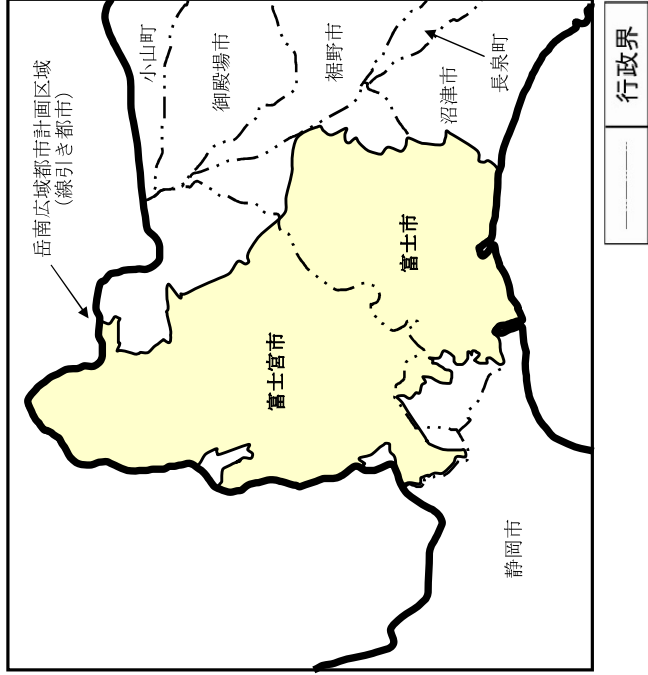 岳南広域都市計画区域
（線引き都市）
小山町
御殿場市
裾野市
長泉町
沼津市
富士市
富士宮市
静岡市
行政界